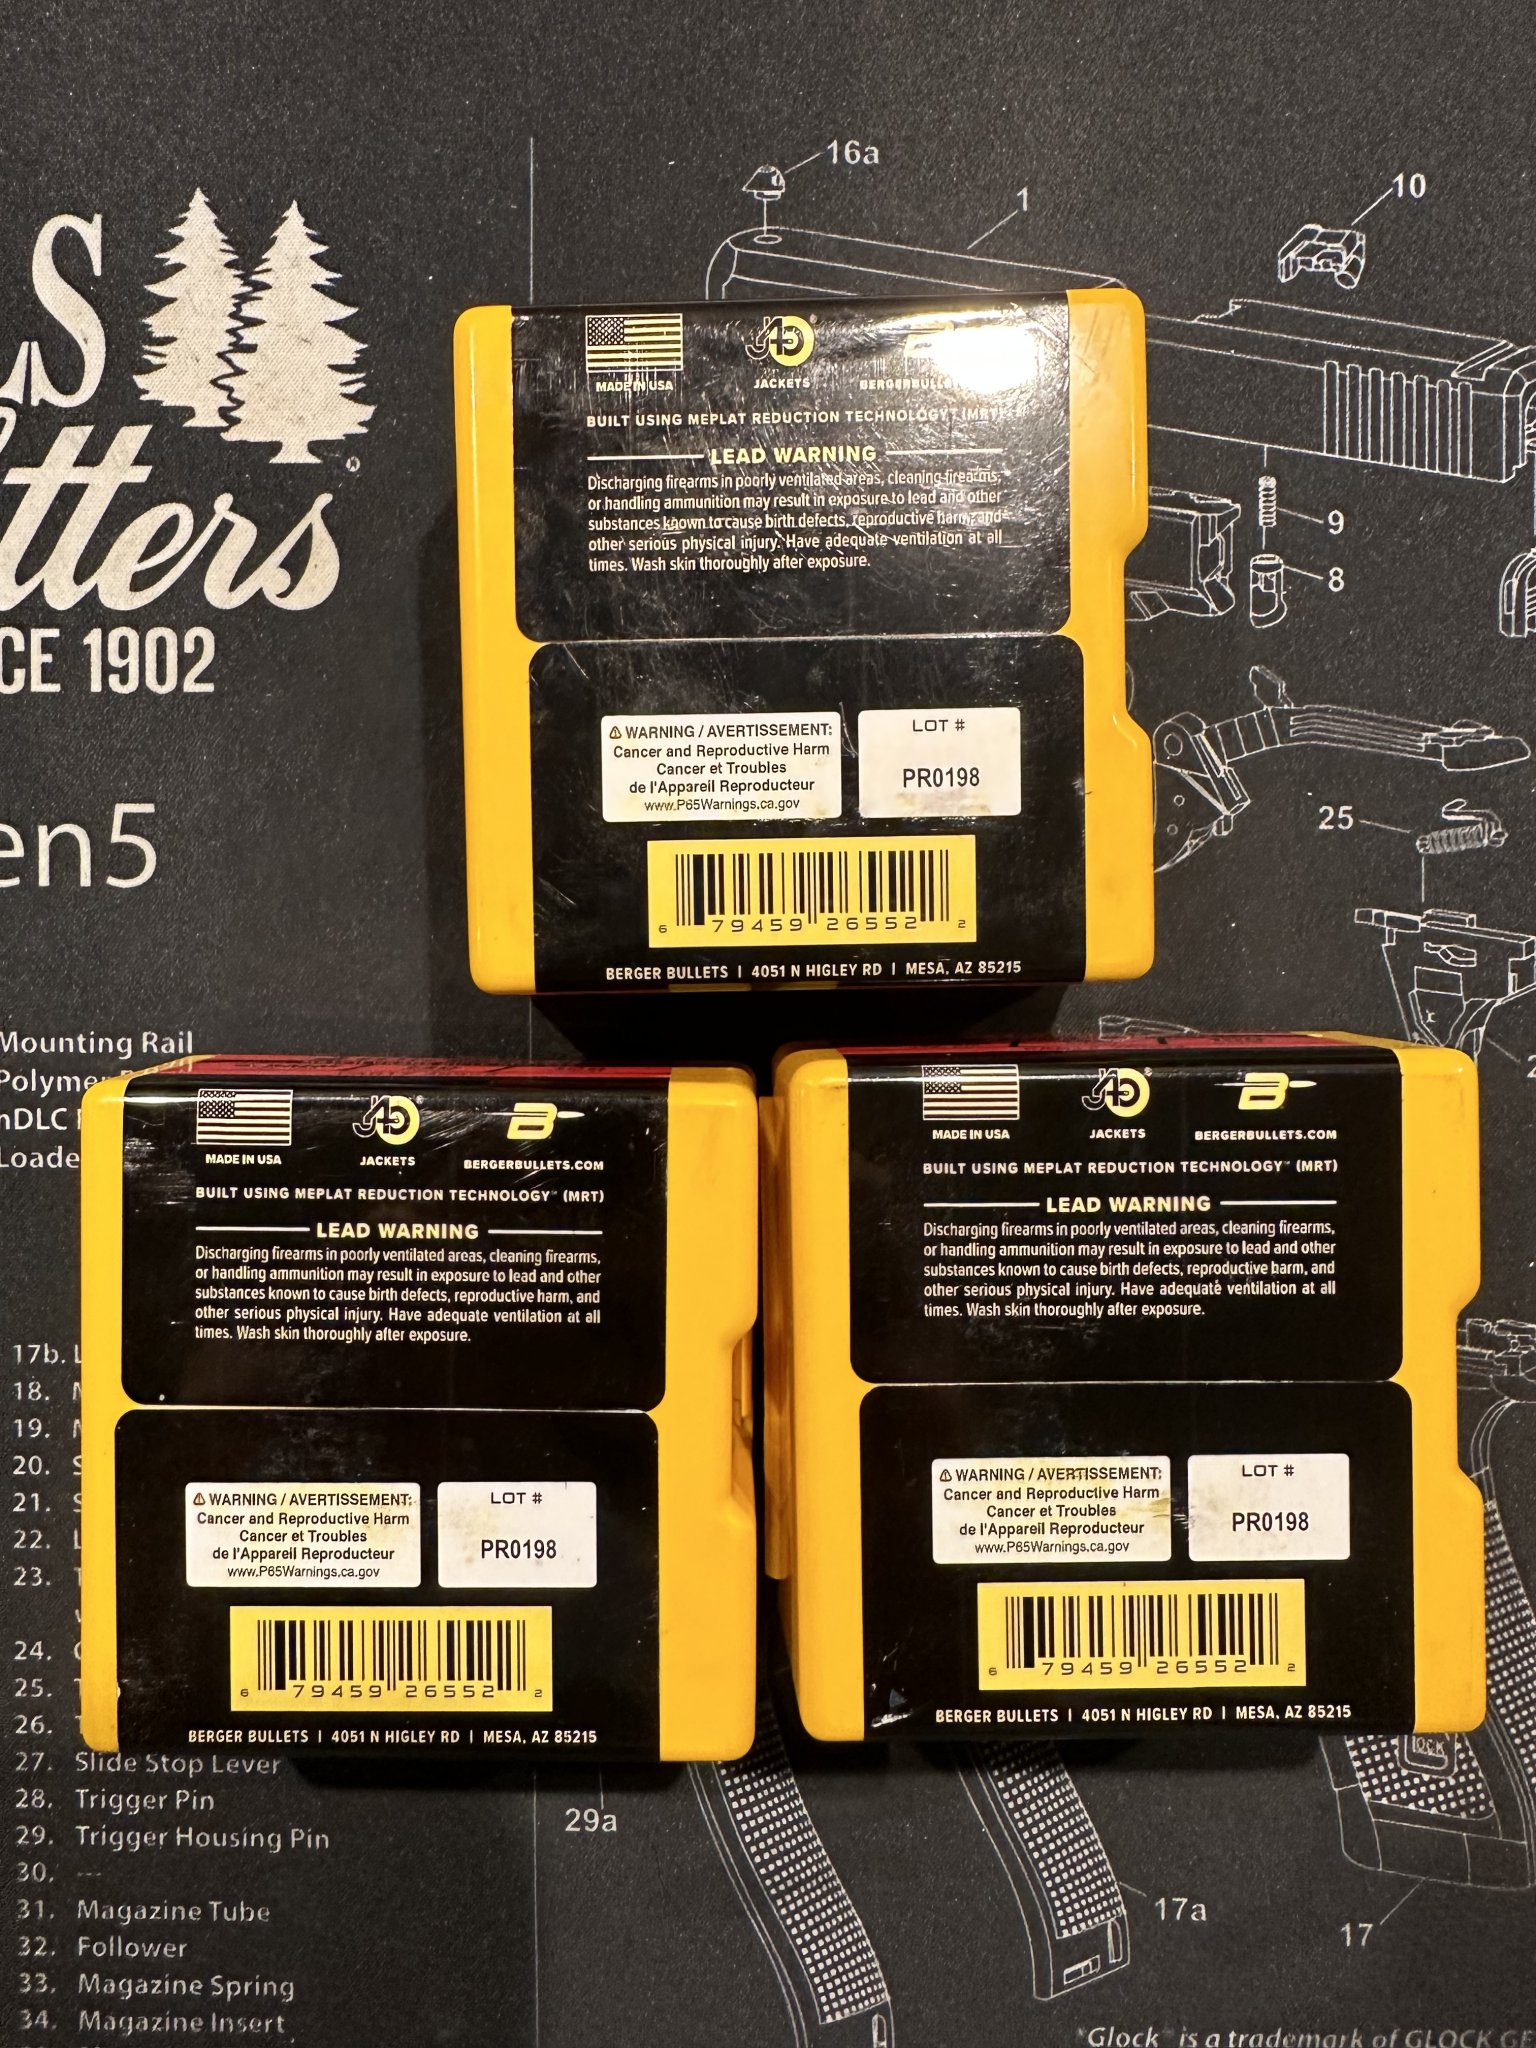 16a
1
10
LS
tters
®
CE 1902
en5
9
8
25
MADE IN USA
J4
JACKETS
BUILT USING MEPLAT REDUCTION TECHNOLOGY™ (MRT)
LEAD WARNING
Discharging firearms in poorly ventilated areas, cleaning firearms,
or handling ammunition may result in exposure to lead and other
substances known to cause birth defects, reproductive harm, and
other serious physical injury. Have adequate ventilation at all
times. Wash skin thoroughly after exposure.
⚠ WARNING / AVERTISSEMENT:
Cancer and Reproductive Harm
Cancer et Troubles
de l'Appareil Reproducteur
www.P65Warnings.ca.gov
LOT #
PR0198
6 79459 26552 2
BERGER BULLETS | 4051 N HIGLEY RD | MESA, AZ 85215
Mounting Rail
Polymer
nDLC
Loade
MADE IN USA
J4
®
JACKETS
B
BERGERBULLETS.COM
BUILT USING MEPLAT REDUCTION TECHNOLOGY™ (MRT)
LEAD WARNING
Discharging firearms in poorly ventilated areas, cleaning firearms,
or handling ammunition may result in exposure to lead and other
substances known to cause birth defects, reproductive harm, and
other serious physical injury. Have adequate ventilation at all
times. Wash skin thoroughly after exposure.
⚠ WARNING / AVERTISSEMENT:
Cancer and Reproductive Harm
Cancer et Troubles
de l'Appareil Reproducteur
www.P65Warnings.ca.gov
LOT #
PR0198
6 79459 26552 2
BERGER BULLETS | 4051 N HIGLEY RD | MESA, AZ 85215
MADE IN USA
J4
®
JACKETS
B
BERGERBULLETS.COM
BUILT USING MEPLAT REDUCTION TECHNOLOGY™ (MRT)
LEAD WARNING
Discharging firearms in poorly ventilated areas, cleaning firearms,
or handling ammunition may result in exposure to lead and other
substances known to cause birth defects, reproductive harm, and
other serious physical injury. Have adequate ventilation at all
times. Wash skin thoroughly after exposure.
⚠ WARNING / AVERTISSEMENT:
Cancer and Reproductive Harm
Cancer et Troubles
de l'Appareil Reproducteur
www.P65Warnings.ca.gov
LOT #
PR0198
6 79459 26552 2
BERGER BULLETS | 4051 N HIGLEY RD | MESA, AZ 85215
17b.
18.
19.
20.
21.
22.
23.
24.
25.
26.
27. Slide Stop Lever
28. Trigger Pin
29. Trigger Housing Pin
30. ---
31. Magazine Tube
32. Follower
33. Magazine Spring
34. Magazine Insert
29a
17a
17
GLOCK
"Glock" is a trademark of GLOCK GE